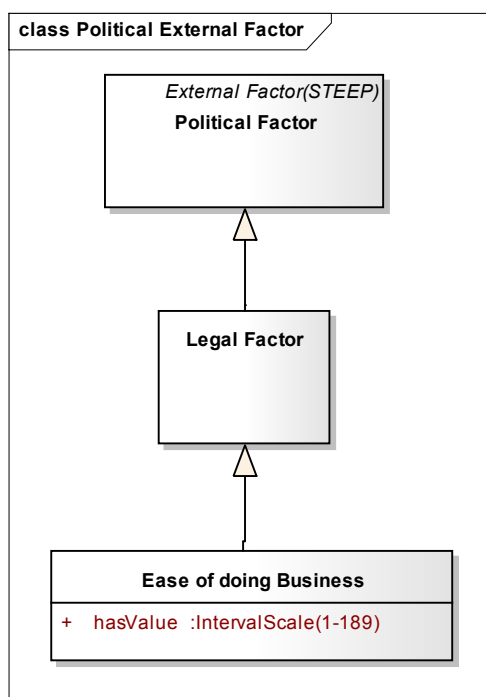 class Political External Factor
External Factor(STEEP)
Political Factor
Legal Factor
Ease of doing Business
+ hasValue :IntervalScale(1-189)